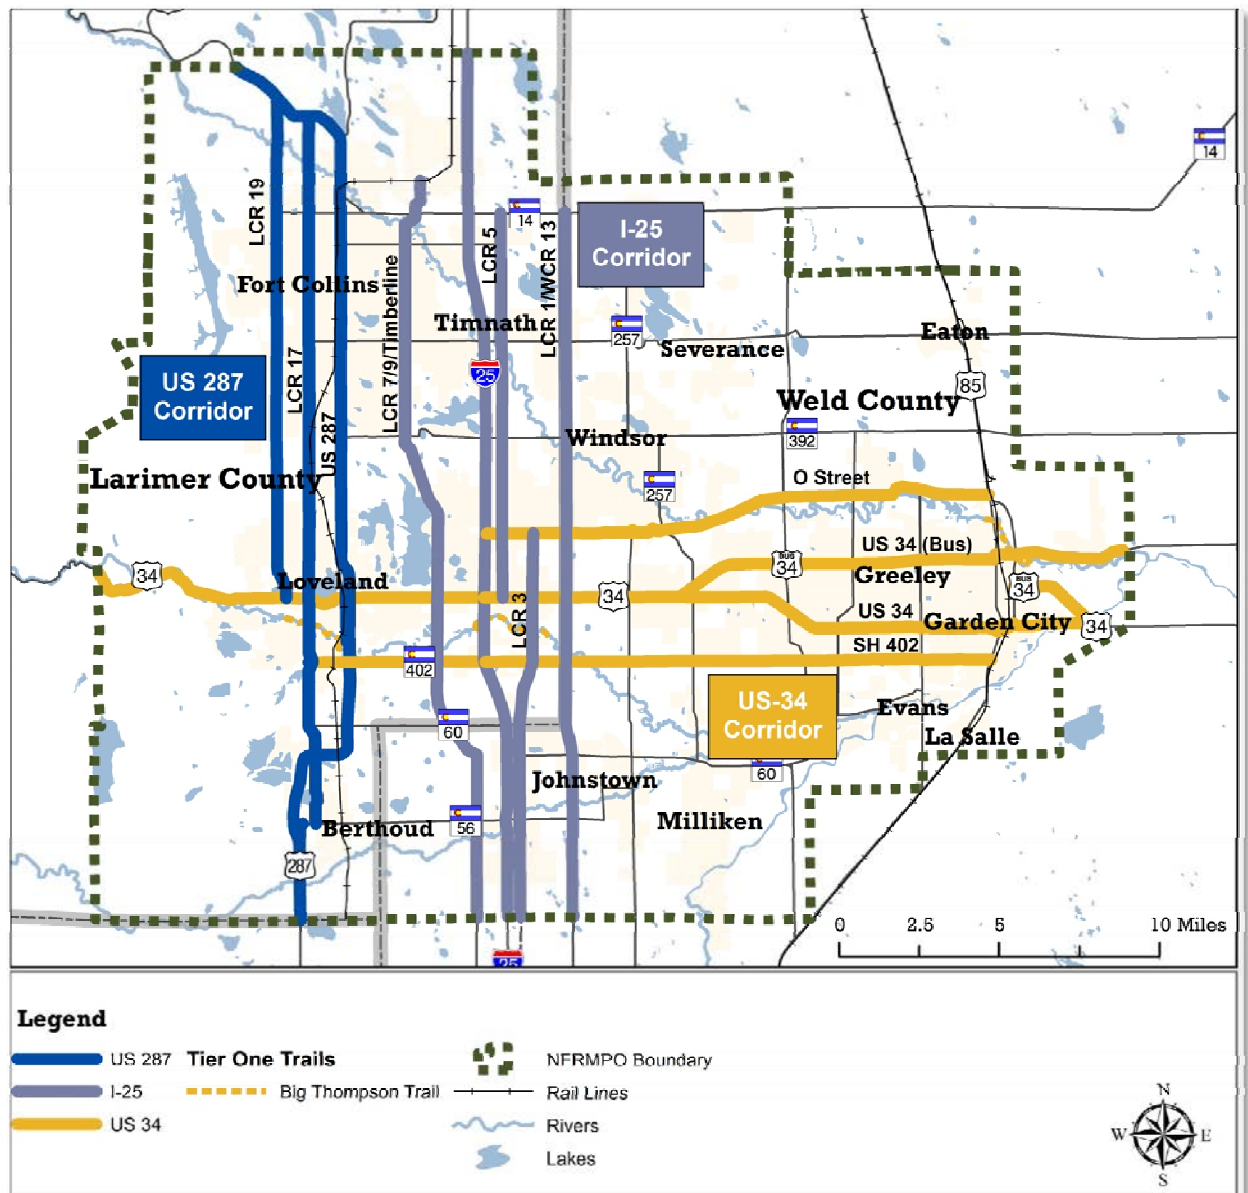 14
LCR 19
14
I-25
Corridor
LCR 5
LCR 1/WCR 13
Fort Collins
LCR 7/9/Timberline
Timnath
257
Severance
Eaton
25
US 287
Corridor
LCR 17
85
Weld County
392
US 287
Windsor
Larimer County
257
O Street
US 34 (Bus)
34
Loveland
BUS
34
Greeley
BUS
34
34
LCR 3
US 34
Garden City
34
SH 402
402
US-34
Corridor
Evans
60
La Salle
60
Johnstown
56
Berthoud
Milliken
287
0 2.5 5 10 Miles
25
Legend
US 287 Tier One Trails NFRMPO Boundary
I-25 Big Thompson Trail Rail Lines
US 34 Rivers
Lakes
N
W E
S